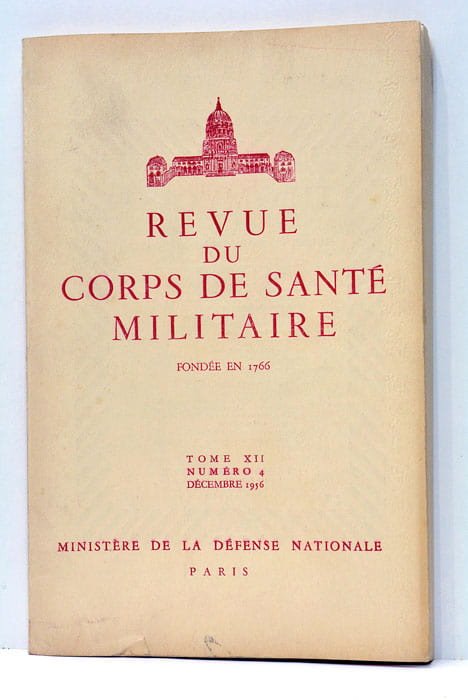 REVUE
DU
CORPS DE SANTÉ
MILITAIRE
FONDÉE EN 1766
TOME XII
NUMÉRO 4
DÉCEMBRE 1956
MINISTÈRE DE LA DÉFENSE NATIONALE
PARIS